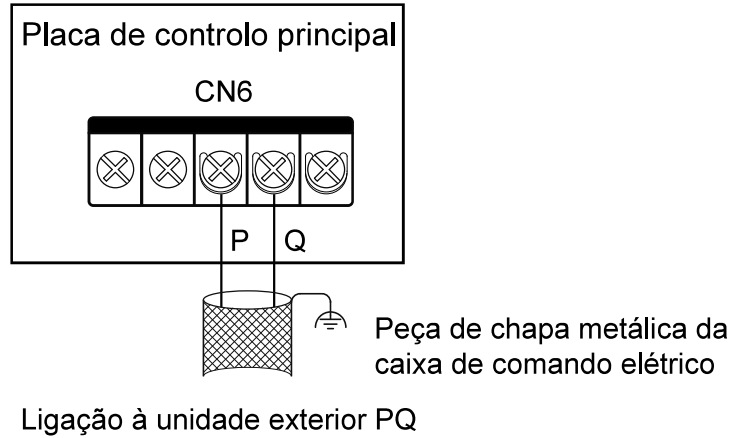 Placa de controlo principal
CN6
P Q
Peça de chapa metálica da
caixa de comando elétrico
Ligação à unidade exterior PQ